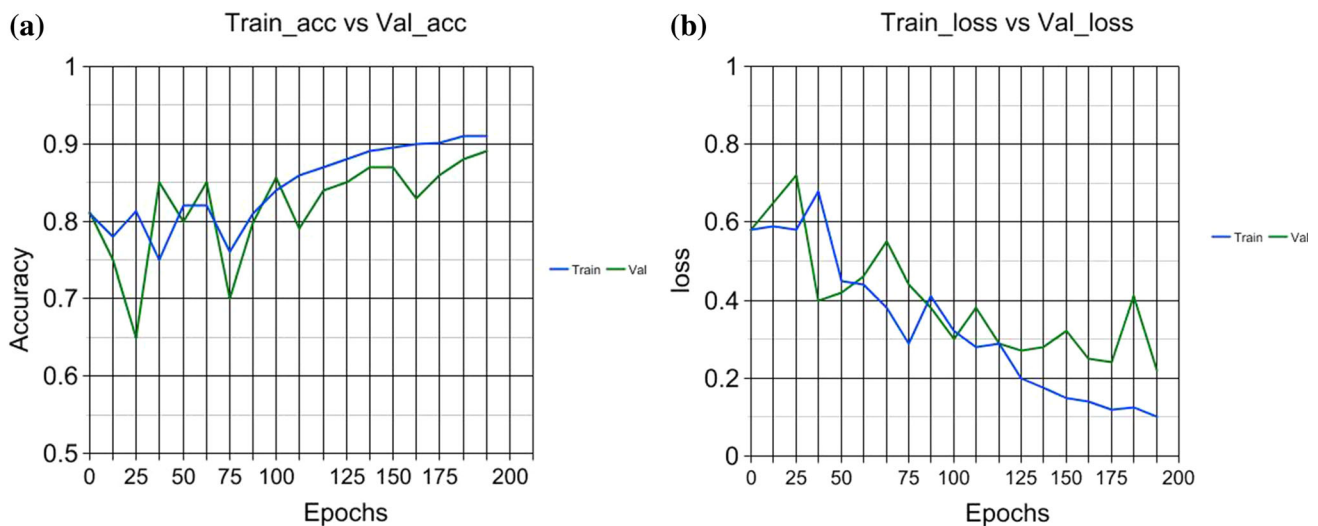 (a) Train_acc vs Val_acc
1
0.9
0.8
0.7
0.6
0.5
Accuracy
0 25 50 75 100 125 150 175 200
Epochs
Train Val
(b) Train_loss vs Val_loss
1
0.8
0.6
0.4
0.2
0
loss
0 25 50 75 100 125 150 175 200
Epochs
Train Val